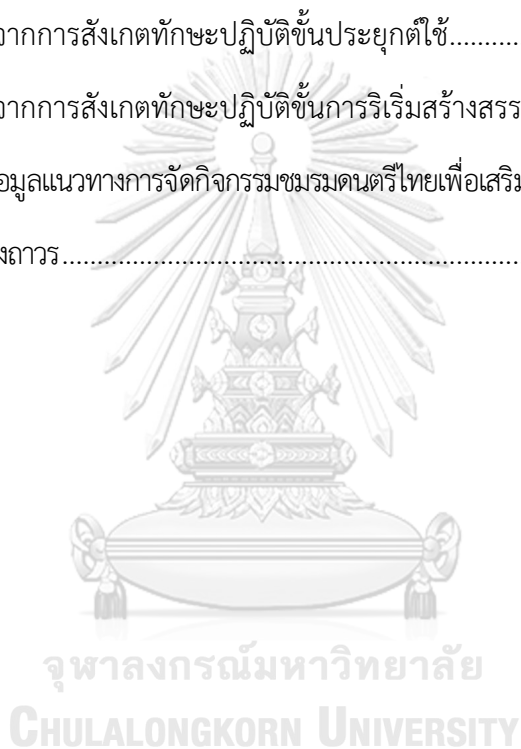 จากการสังเกตทักษะปฏิบัติขั้นประยุกต์ใช้..........
จากการสังเกตทักษะปฏิบัติขั้นการริเริ่มสร้างสรร
อมูลแนวทางการจัดกิจกรรมชมรมดนตรีไทยเพื่อเสริม
งถาวร..............................................................
จุฬาลงกรณ์มหาวิทยาลัย
CHULALONGKORN UNIVERSITY